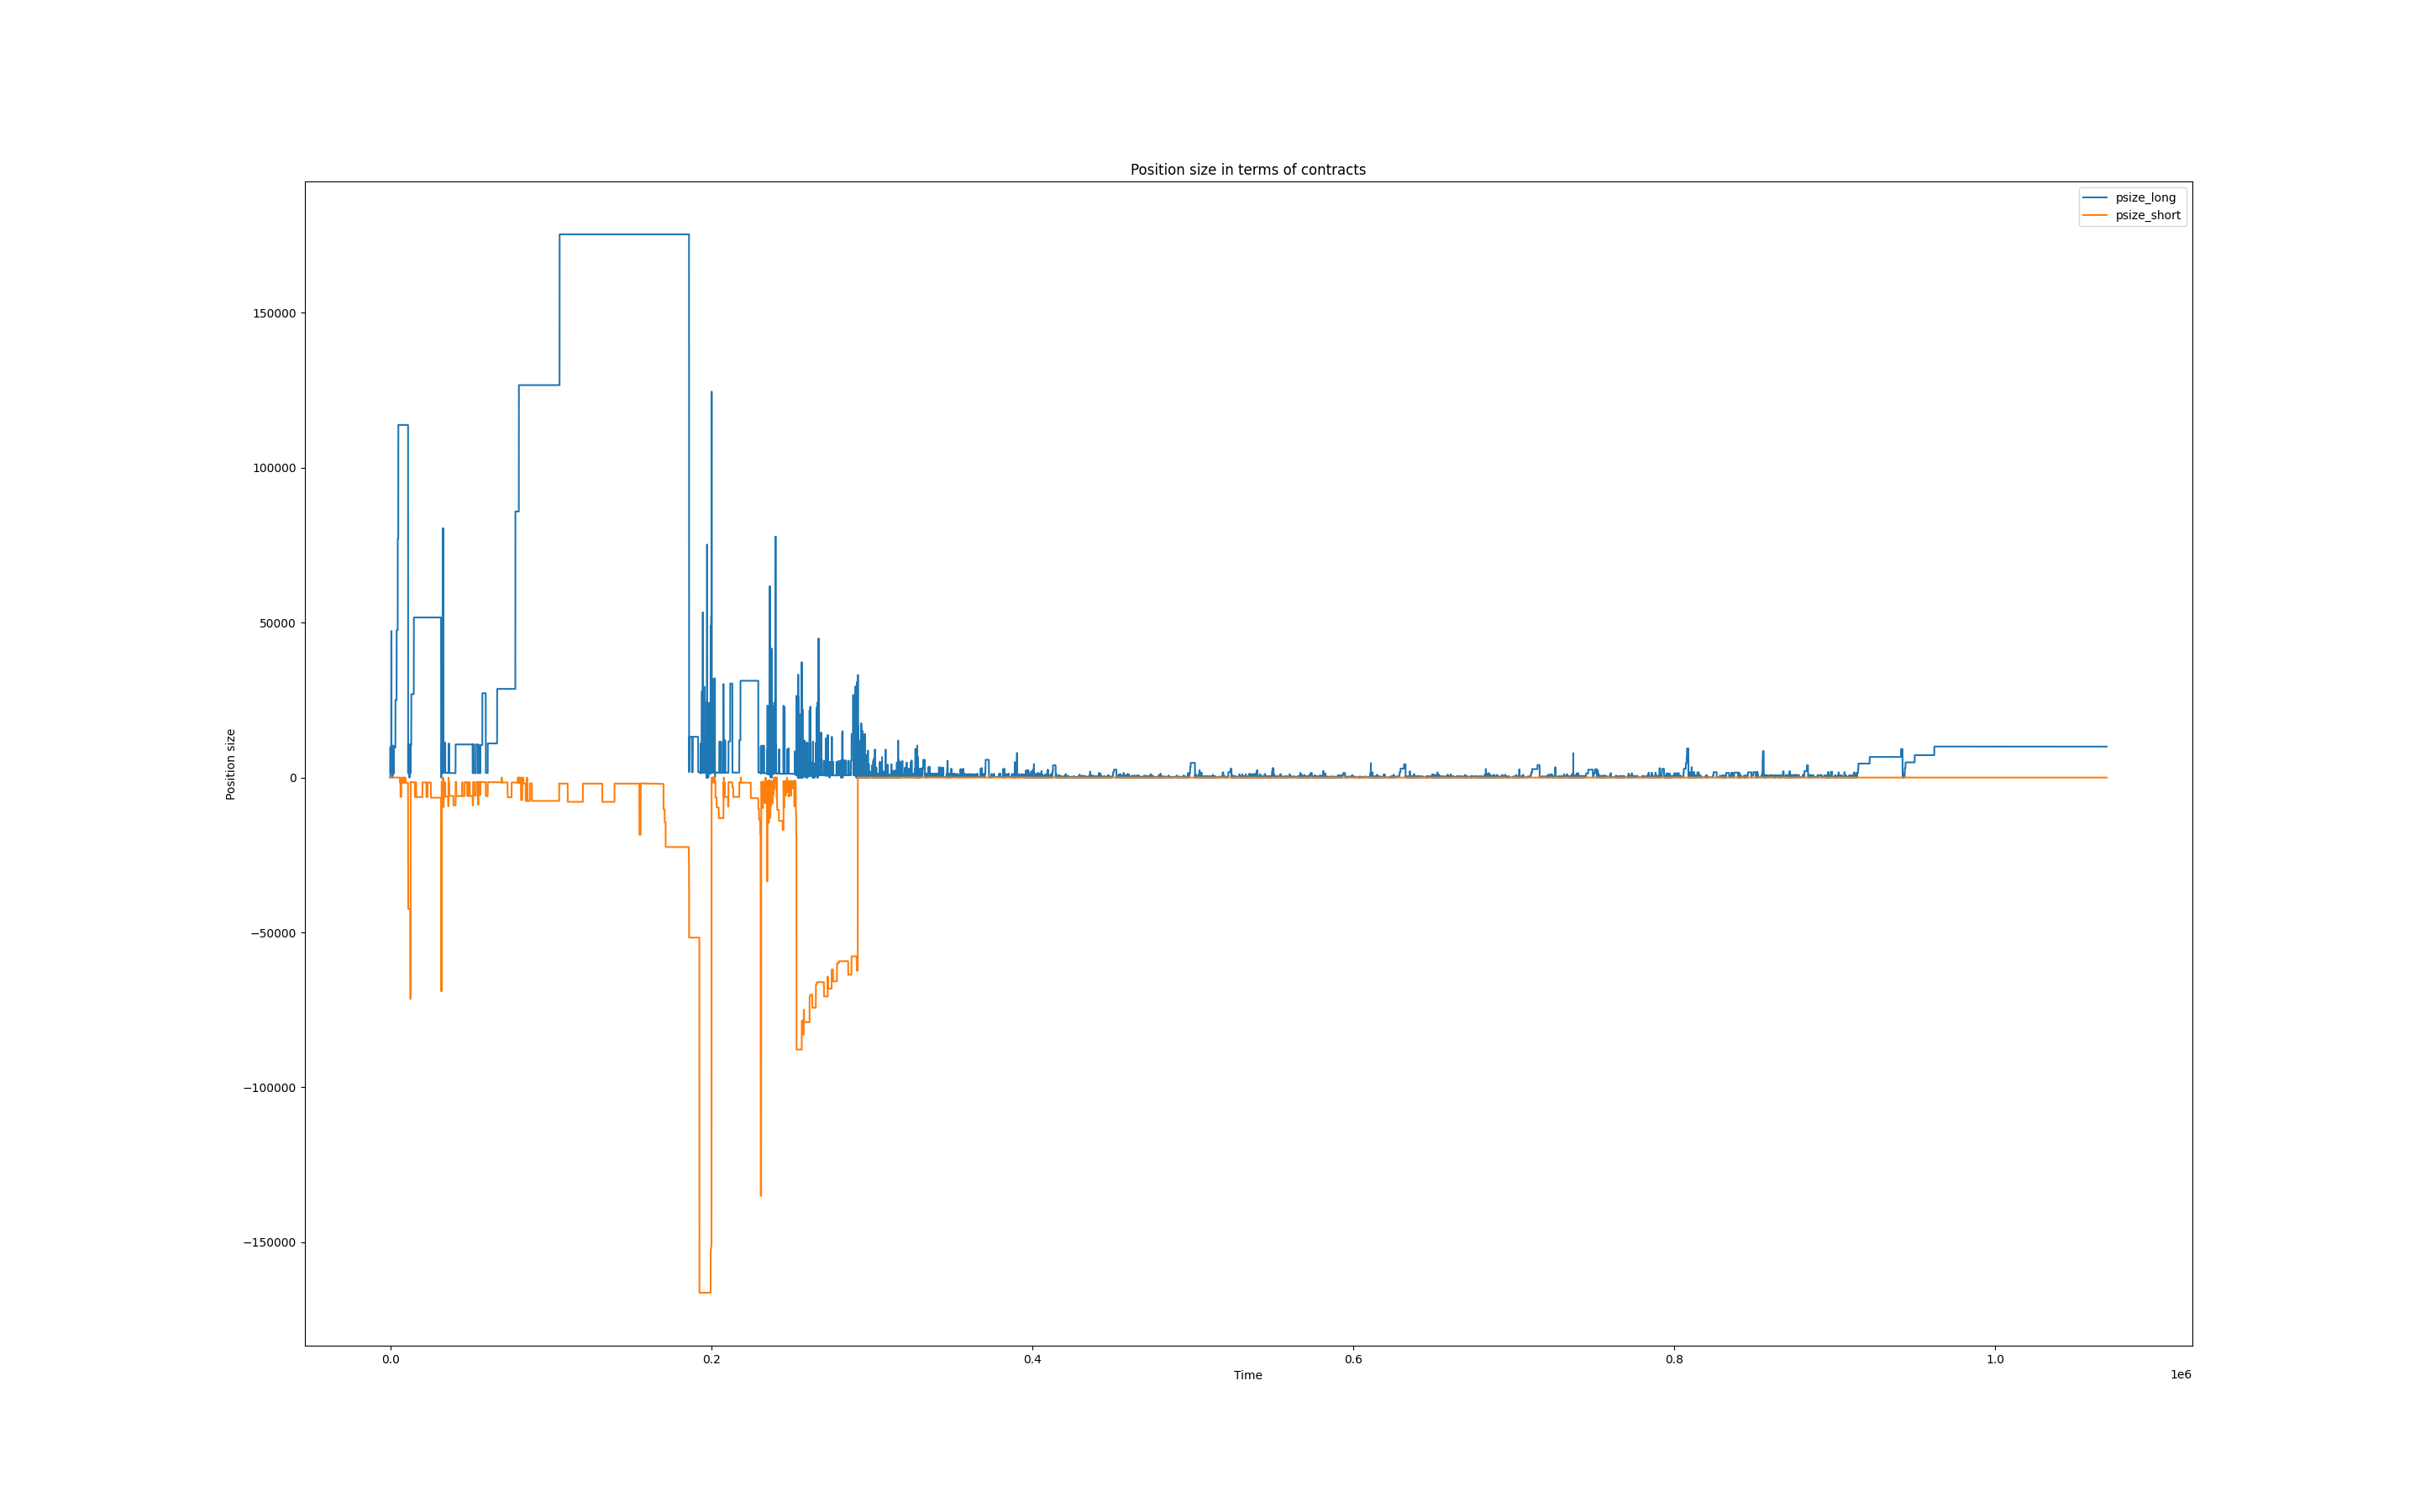 Position size in terms of contracts
psize_long
psize_short
150000
100000
50000
0
−50000
−100000
−150000
Position size
0.0 0.2 0.4 0.6 0.8 1.0
Time
1e6